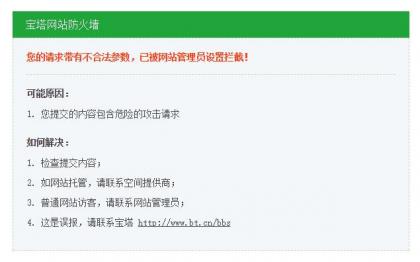 宝塔网站防火墙
您的请求带有不合法参数，已被网站管理员设置拦截！
可能原因：
1. 您提交的内容包含危险的攻击请求
如何解决：
1. 检查提交内容；
2. 如网站托管，请联系空间提供商；
3. 普通网站访客，请联系网站管理员；
4. 这是误报，请联系宝塔 http://www.bt.cn/bbs